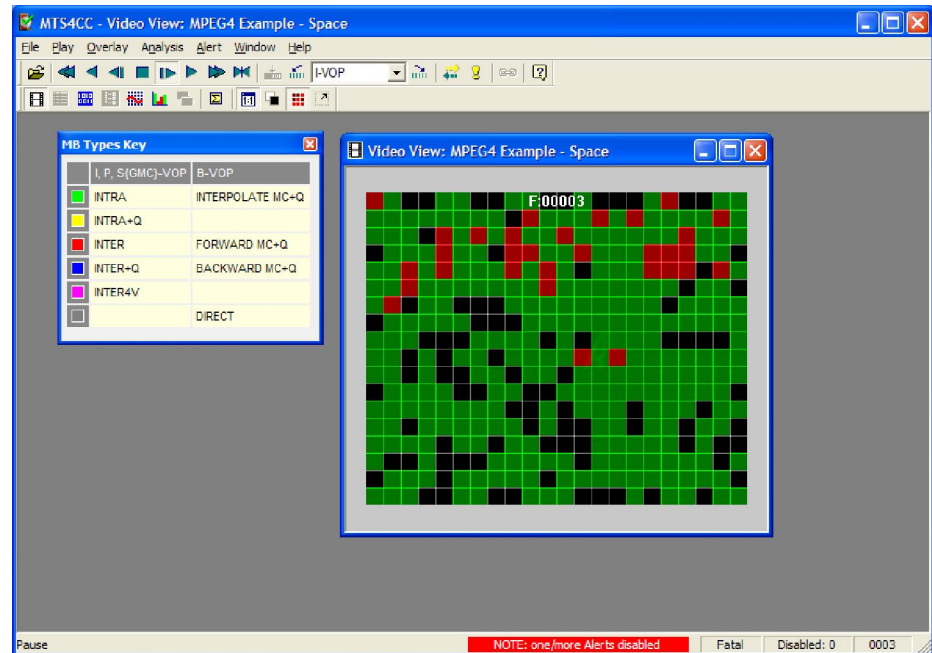 MTS4CC - Video View: MPEG4 Example - Space
File Play Overlay Analysis Alert Window Help
I-VOP
1:1
MB Types Key
I, P, S(GMC)-VOP B-VOP
INTRA INTERPOLATE MC+Q
INTRA+Q
INTER FORWARD MC+Q
INTER+Q BACKWARD MC+Q
INTER4V
DIRECT
Video View: MPEG4 Example - Space
F:00003
Pause NOTE: one/more Alerts disabled Fatal Disabled: 0 0003